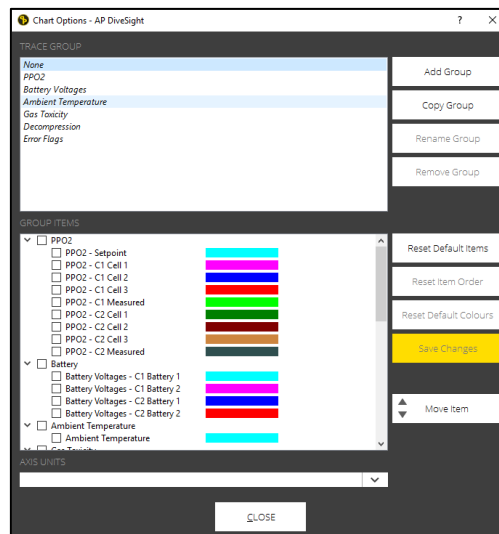 Chart Options - AP DiveSight
?
TRACE GROUP
None
PPO2
Battery Voltages
Ambient Temperature
Gas Toxicity
Decompression
Error Flags
Add Group
Copy Group
Rename Group
Remove Group
GROUP ITEMS
PPO2
PPO2 - Setpoint
PPO2 - C1 Cell 1
PPO2 - C1 Cell 2
PPO2 - C1 Cell 3
PPO2 - C1 Measured
PPO2 - C2 Cell 1
PPO2 - C2 Cell 2
PPO2 - C2 Cell 3
PPO2 - C2 Measured
Battery
Battery Voltages - C1 Battery 1
Battery Voltages - C1 Battery 2
Battery Voltages - C2 Battery 1
Battery Voltages - C2 Battery 2
Ambient Temperature
Ambient Temperature
Gas Toxicity
Reset Default Items
Reset Item Order
Reset Default Colours
Save Changes
Move Item
AXIS UNITS
CLOSE